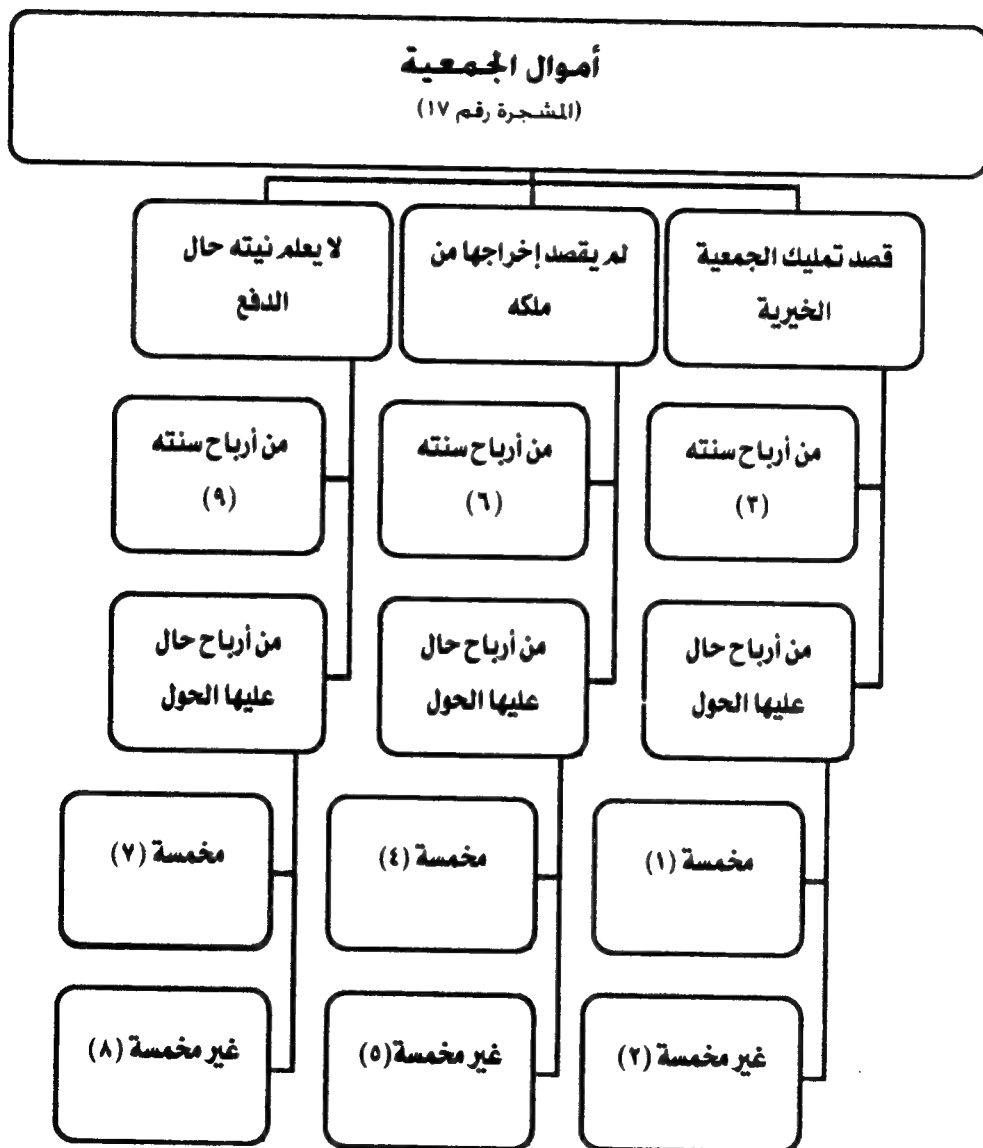 أموال الجمعية
(المشجرة رقم ١٧)
قصد تمليك الجمعية
الخيرية
لم يقصد إخراجها من
ملكه
لا يعلم نيته حال
الدفع
من أرباح سنته
(٣)
من أرباح سنته
(٦)
من أرباح سنته
(٩)
من أرباح حال
عليها الحول
من أرباح حال
عليها الحول
من أرباح حال
عليها الحول
مخمسة (١)
مخمسة (٤)
مخمسة (٧)
غير مخمسة (٢)
غير مخمسة(٥)
غير مخمسة (٨)